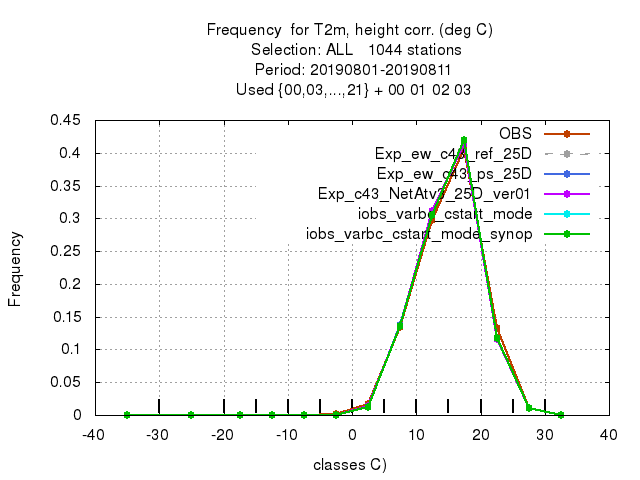 Frequency for T2m, height corr. (deg C)
Selection: ALL 1044 stations
Period: 20190801-20190811
Used {00,03,...,21} + 00 01 02 03
0.45
0.4
0.35
0.3
0.25
0.2
0.15
0.1
0.05
0
Frequency
OBS
Exp_ew_c43_ref_25D
Exp_ew_c43_ps_25D
Exp_c43_NetAtv3_25D_ver01
iobs_varbc_cstart_mode
iobs_varbc_cstart_mode_synop
-40 -30 -20 -10 0 10 20 30 40
classes C)